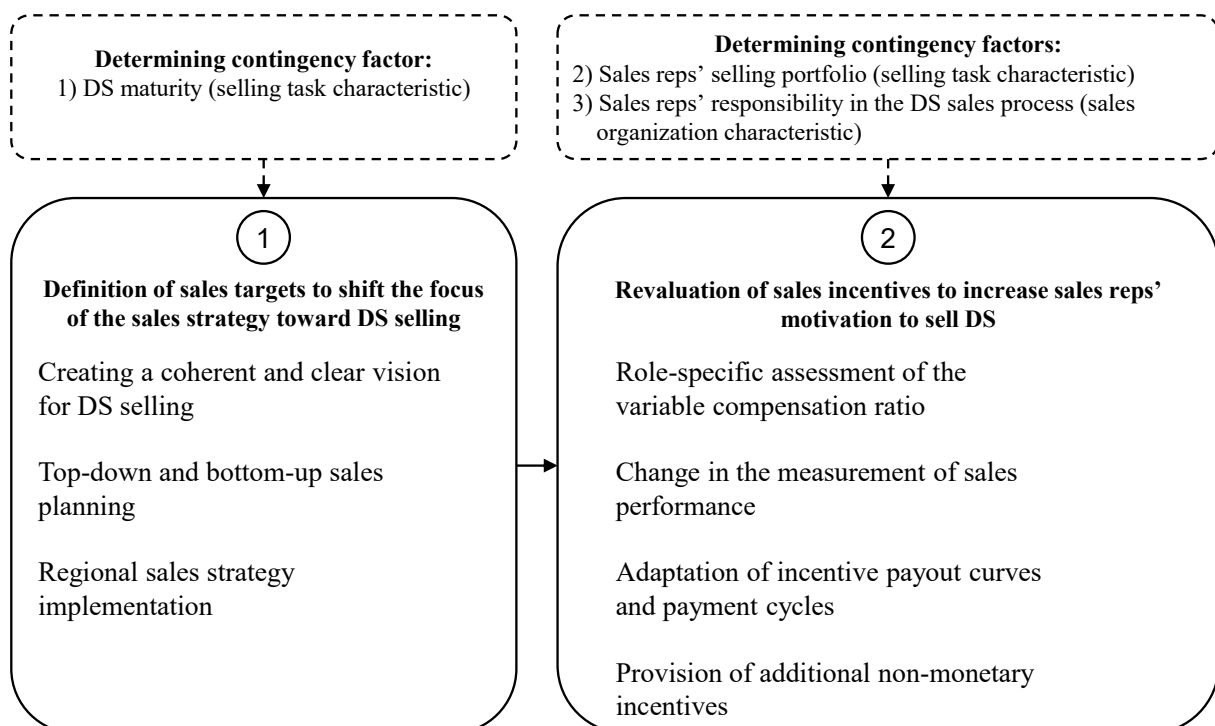 Determining contingency factor:
1) DS maturity (selling task characteristic)
Determining contingency factors:
2) Sales reps’ selling portfolio (selling task characteristic)
3) Sales reps’ responsibility in the DS sales process (sales
organization characteristic)
1
Definition of sales targets to shift the focus
of the sales strategy toward DS selling
Creating a coherent and clear vision
for DS selling
Top-down and bottom-up sales
planning
Regional sales strategy
implementation
2
Revaluation of sales incentives to increase sales reps’
motivation to sell DS
Role-specific assessment of the
variable compensation ratio
Change in the measurement of sales
performance
Adaptation of incentive payout curves
and payment cycles
Provision of additional non-monetary
incentives